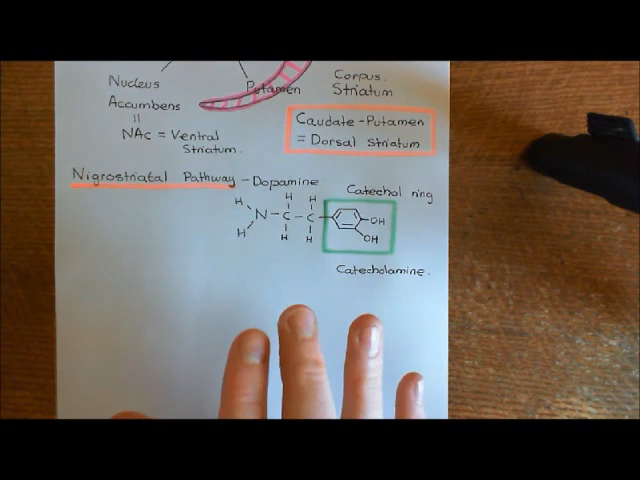 Nucleus
Accumbens
=
NAc = Ventral
Striatum.
Putamen
Corpus
Striatum
Caudate-Putamen
= Dorsal Striatum
Nigrostriatal Pathway - Dopamine
Catechol ring
H H H
N - C - C - OH
H H H OH
Catecholamine.